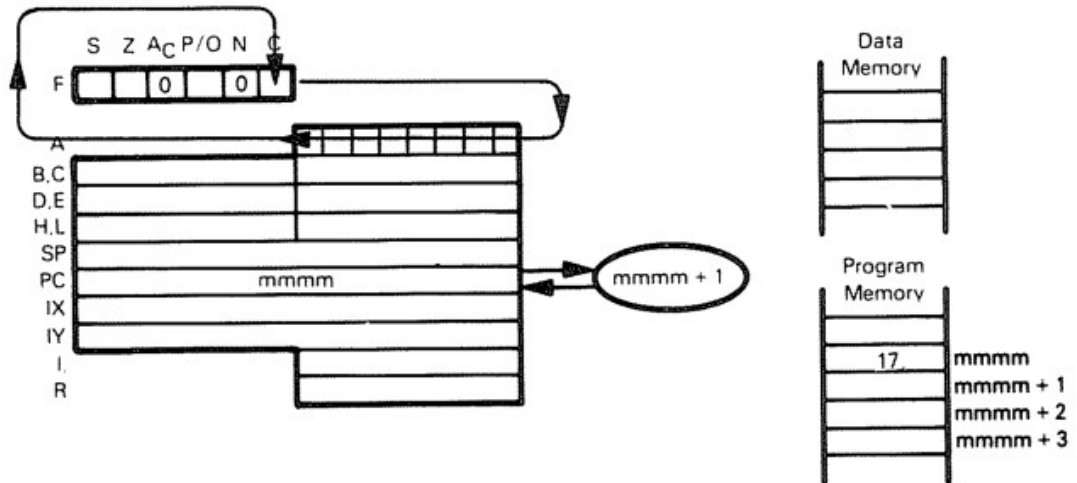 S Z AC P/O N C
F 0 0
A
B,C
D,E
H,L
SP
PC mmmm
IX
IY
I
R
mmmm + 1
Data
Memory
Program
Memory
17 mmmm
mmmm + 1
mmmm + 2
mmmm + 3